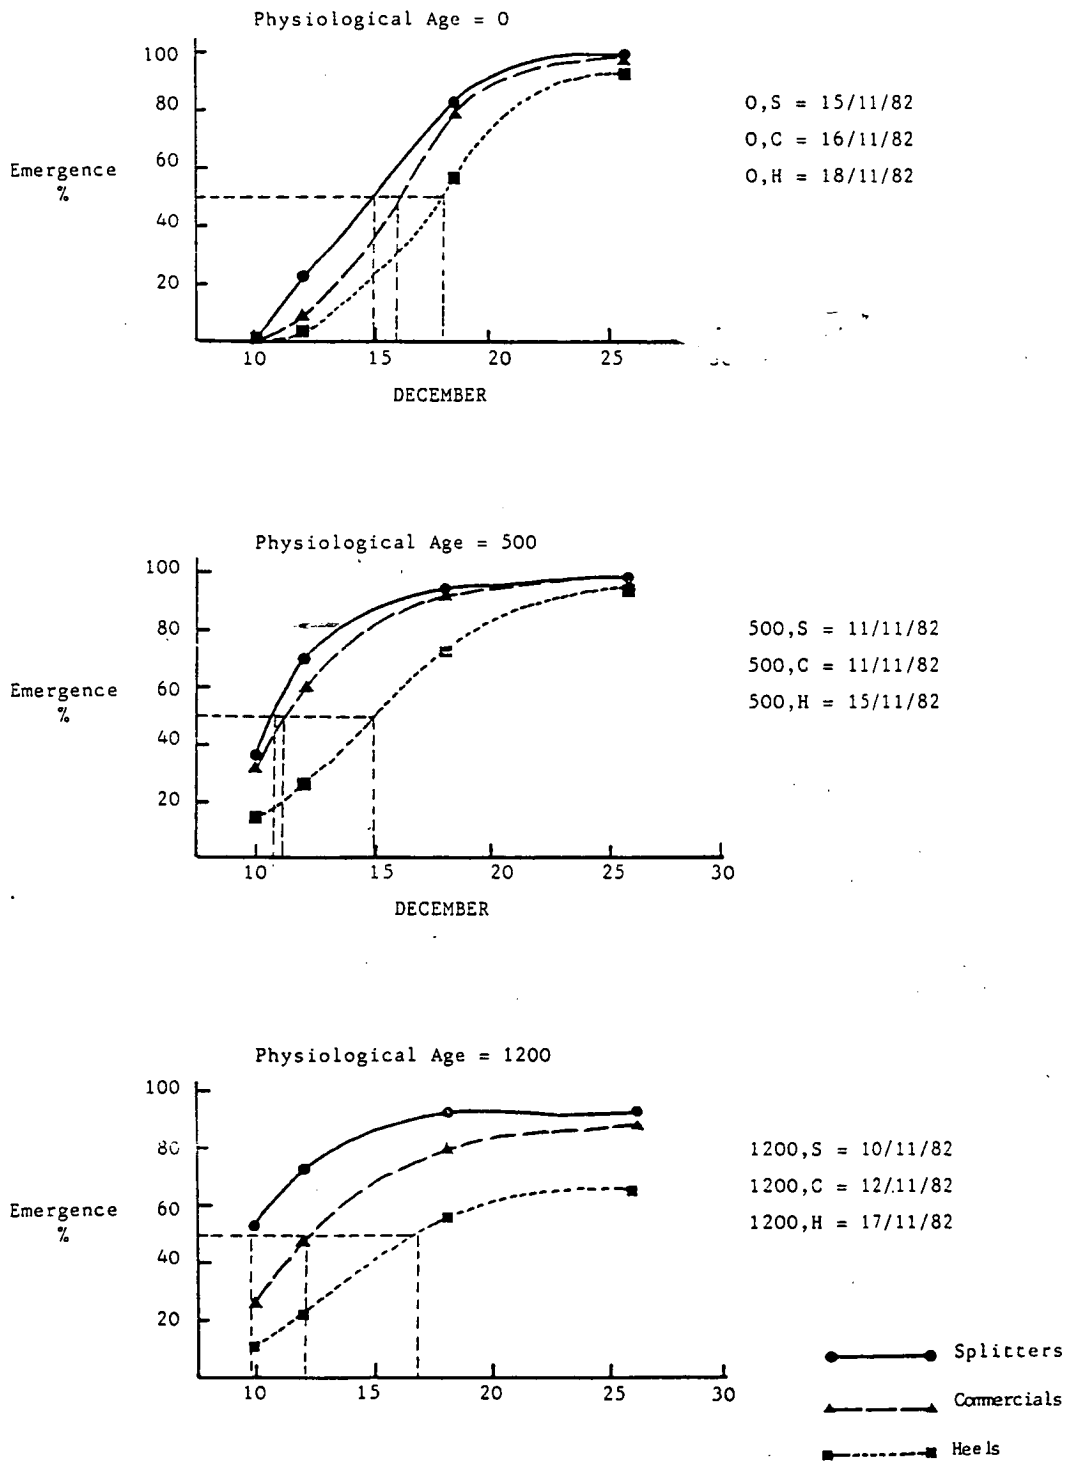 Physiological Age = 0
100
80
60
40
20
Emergence
%
10 15 20 25
DECEMBER
0,S = 15/11/82
0,C = 16/11/82
0,H = 18/11/82
Physiological Age = 500
100
80
60
40
20
Emergence
%
10 15 20 25 30
DECEMBER
500,S = 11/11/82
500,C = 11/11/82
500,H = 15/11/82
Physiological Age = 1200
100
80
60
40
20
Emergence
%
10 15 20 25 30
1200,S = 10/11/82
1200,C = 12/11/82
1200,H = 17/11/82
Splitters
Commercials
Heels